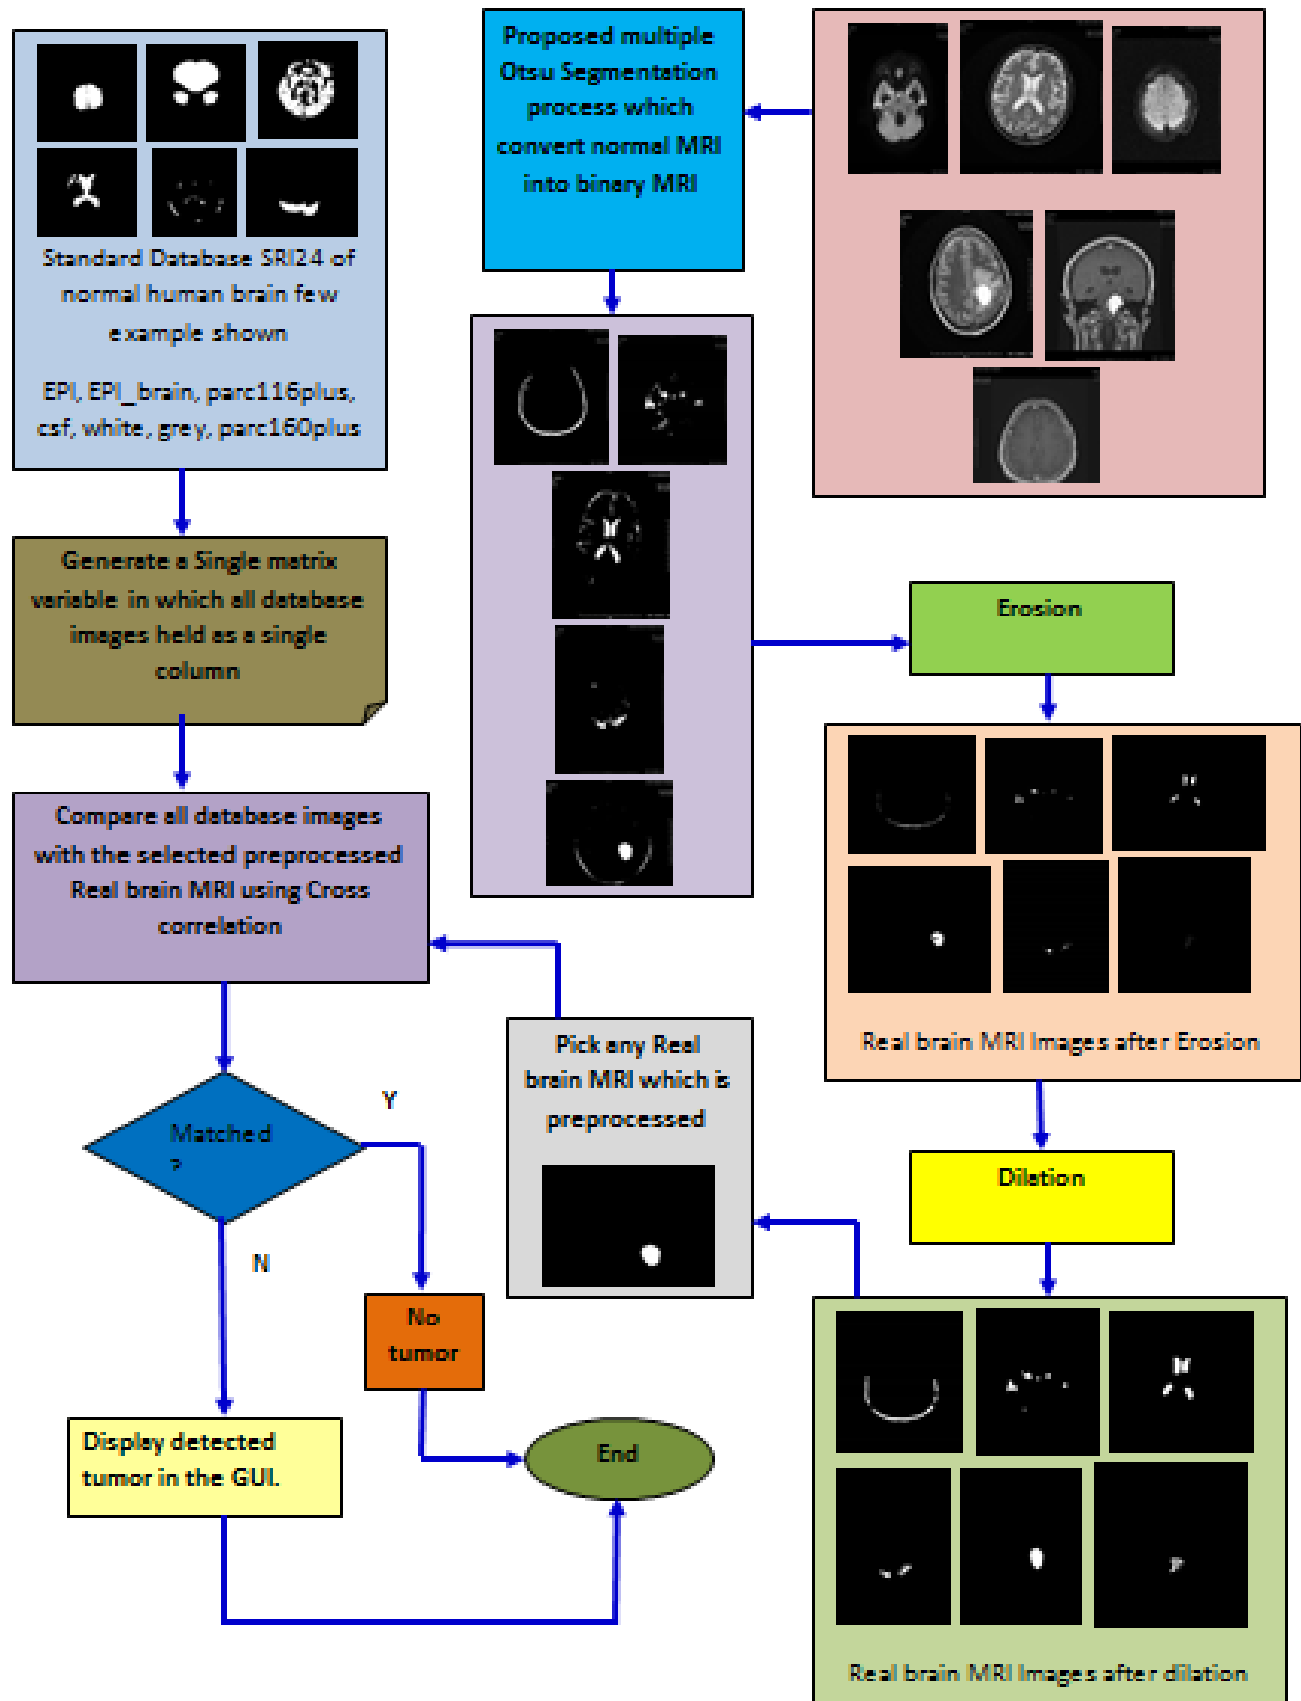 Standard Database SRI24 of
normal human brain few
example shown
EPI, EPI_brain, parc116plus,
csf, white, grey, parc160plus
Generate a Single matrix
variable in which all database
images held as a single
column
Compare all database images
with the selected preprocessed
Real brain MRI using Cross
correlation
Matched
?
Y
N
No
tumor
Display detected
tumor in the GUI.
End
Proposed multiple
Otsu Segmentation
process which
convert normal MRI
into binary MRI
Erosion
Real brain MRI Images after Erosion
Dilation
Real brain MRI Images after dilation
Pick any Real
brain MRI which is
preprocessed